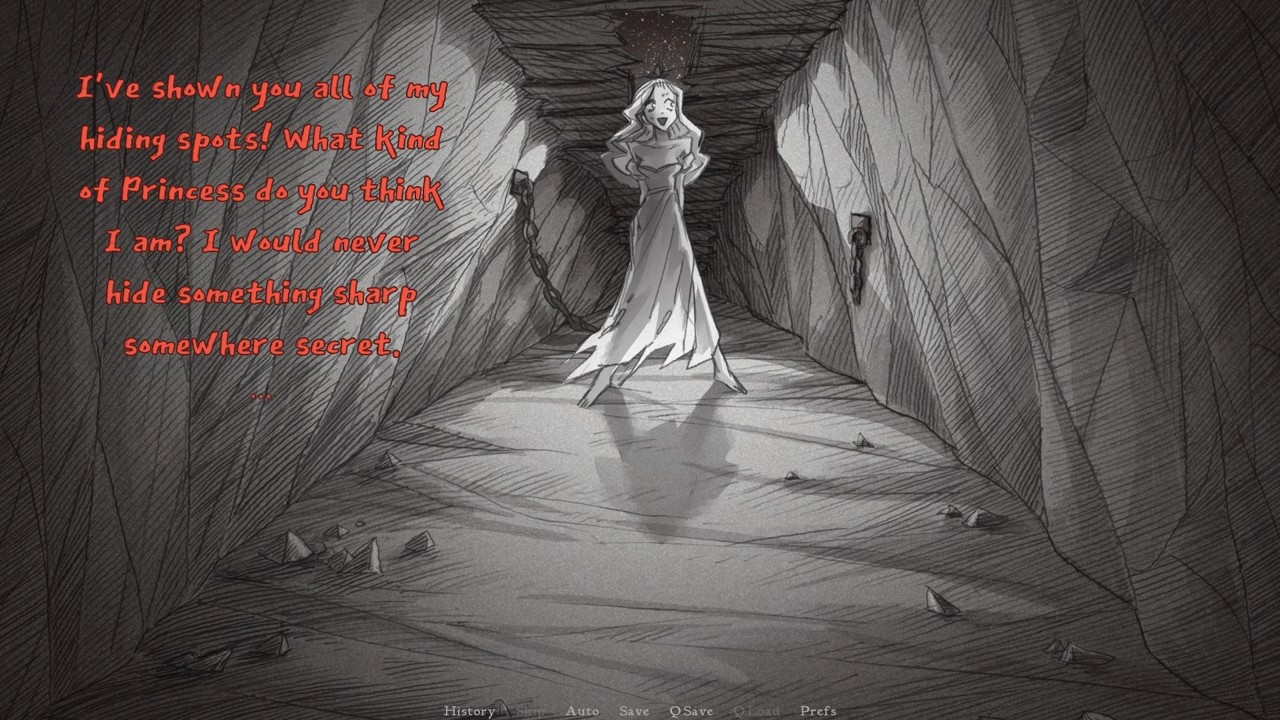 I've shown you all of my
hiding spots! What kind
of Princess do you think
I am? I would never
hide something sharp
somewhere secret.
...
History Skip Auto Save Q.Save Q.Load Prefs